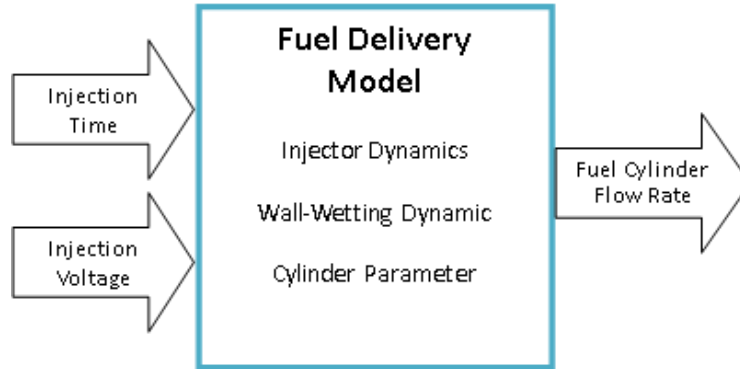 Fuel Delivery
Model
Injection
Time
Injector Dynamics
Fuel Cylinder
Flow Rate
Wall-Wetting Dynamic
Injection
Voltage
Cylinder Parameter